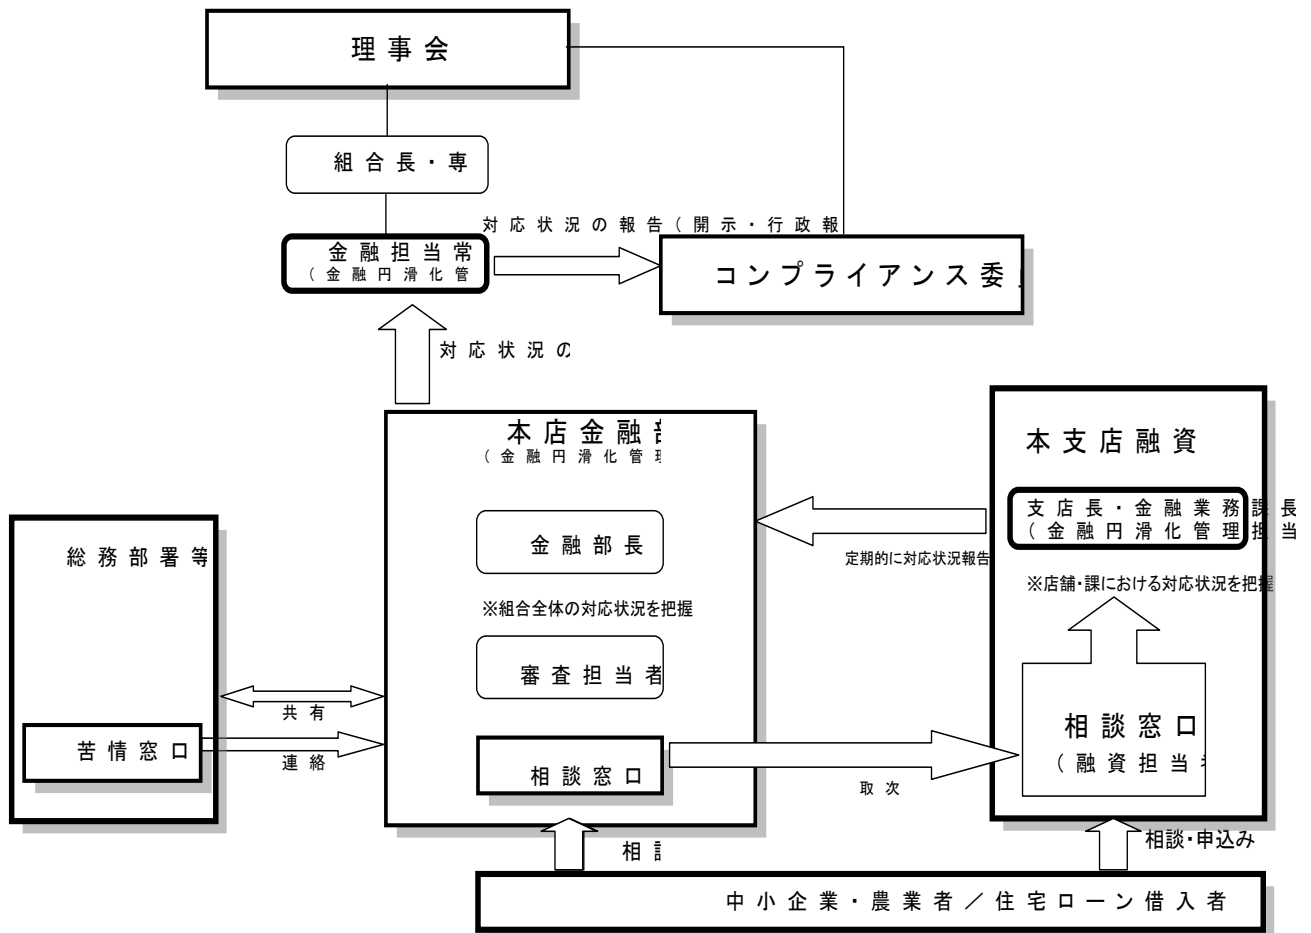 理事会
組合長・専
対応状況の報告(開示・行政報
金融担当常
(金融円滑化管
コンプライアンス委
対応状況の
本店金融
(金融円滑化管理
本支店融資
支店長・金融業務課長
(金融円滑化管理担当
金融部長
定期的に対応状況報告
総務部署等
※店舗・課における対応状況を把握
※組合全体の対応状況を把握
審査担当者
共有
相談窓口
(融資担当
苦情窓口
連絡
相談窓口
取次
相談・申込み
相
中小企業・農業者/住宅ローン借入者